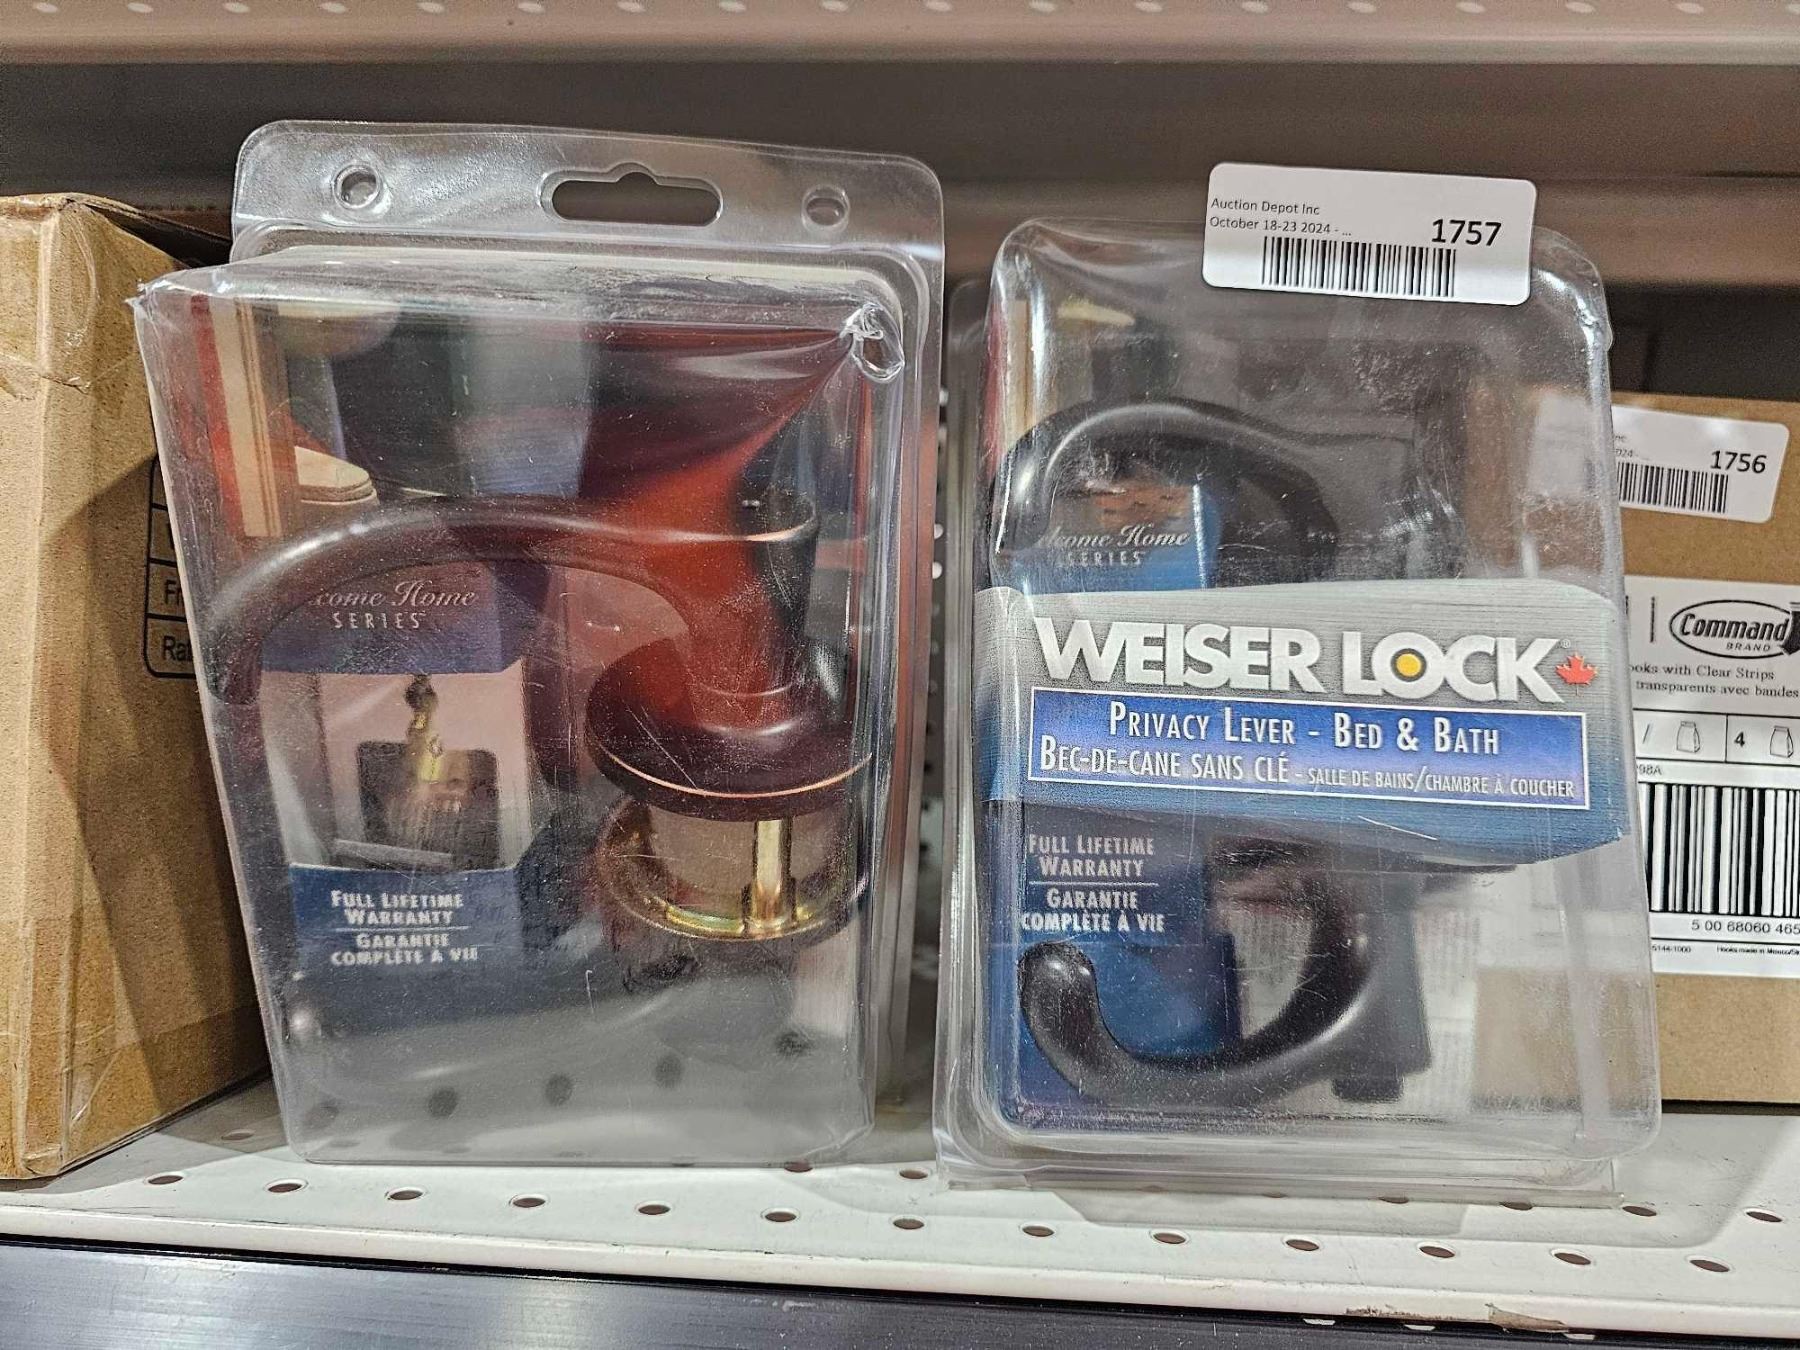 Auction Depot Inc
October 18-23 2024 - ...
1757
1756
come Home
SERIES
FULL LIFETIME
WARRANTY
GARANTIE
COMPLÈTE À VIE
elcome Home
SERIES
WEISER LOCK
PRIVACY LEVER - BED & BATH
BEC-DE-CANE SANS CLÉ - SALLE DE BAINS/CHAMBRE À COUCHER
FULL LIFETIME
WARRANTY
GARANTIE
COMPLÈTE À VIE
Command
BRAND
ooks with Clear Strips
transparents avec bandes
4
98A
5 00 68060 465